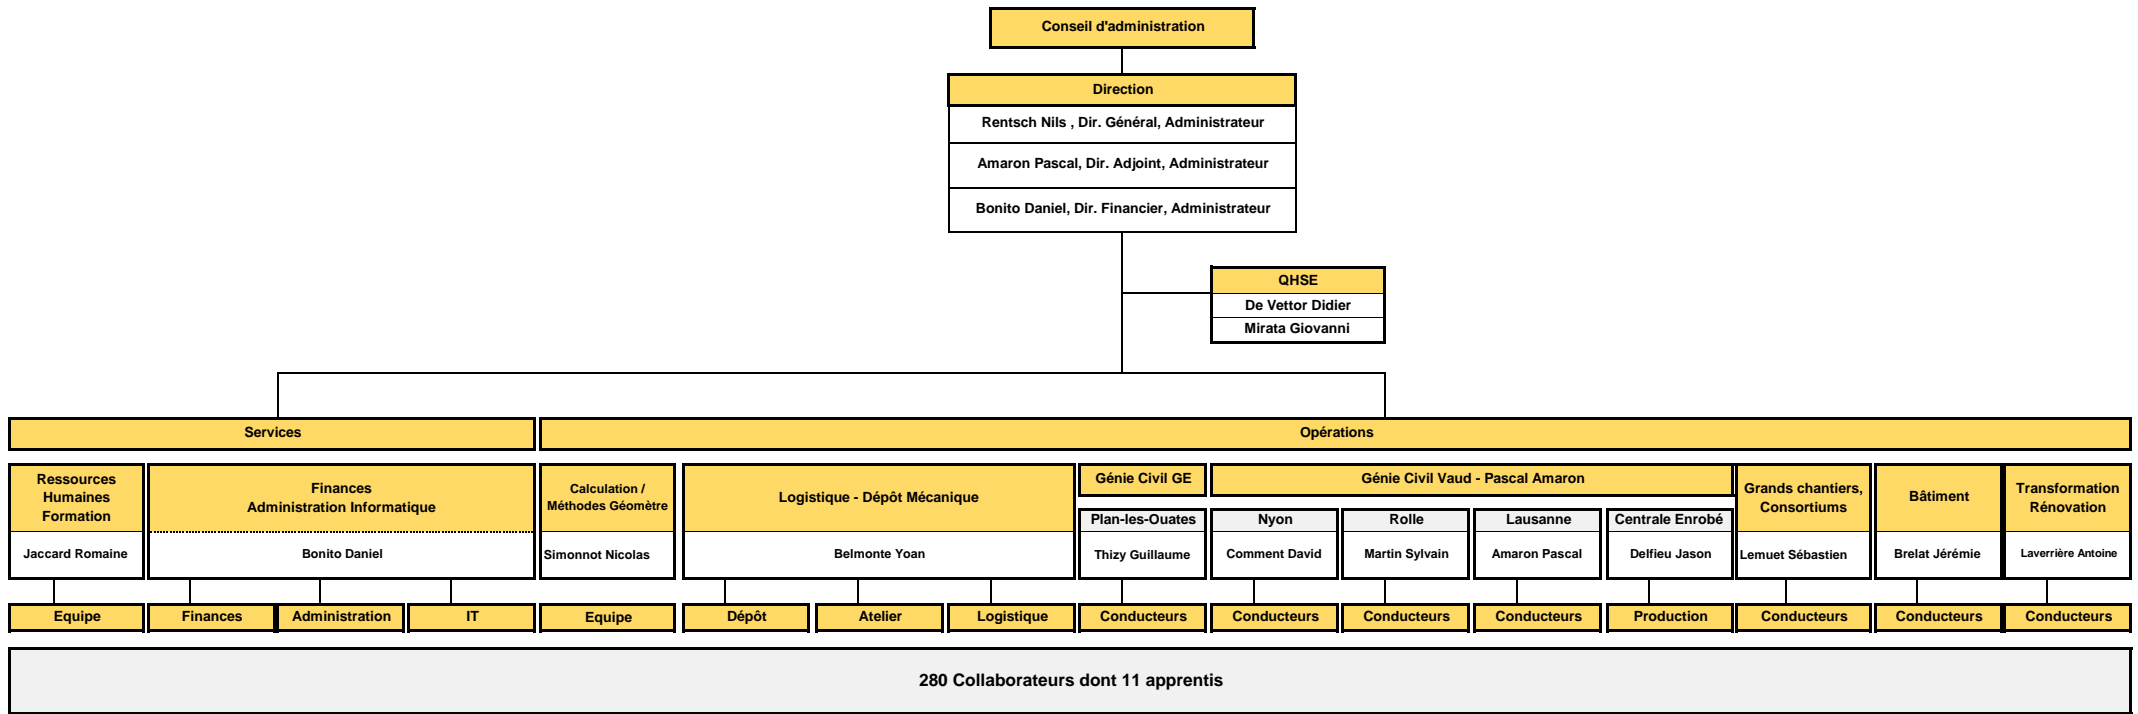 Conseil d'administration
Direction
Rentsch Nils , Dir. Général, Administrateur
Amaron Pascal, Dir. Adjoint, Administrateur
Bonito Daniel, Dir. Financier, Administrateur
QHSE
De Vettor Didier
Mirata Giovanni
Services
Opérations
Ressources
Humaines
Formation
Jaccard Romaine
Finances
Administration Informatique
Bonito Daniel
Calculation /
Méthodes Géomètre
Simonnot Nicolas
Logistique - Dépôt Mécanique
Belmonte Yoan
Génie Civil GE
Plan-les-Ouates
Thizy Guillaume
Génie Civil Vaud - Pascal Amaron
Nyon
Comment David
Rolle
Martin Sylvain
Lausanne
Amaron Pascal
Centrale Enrobé
Delfieu Jason
Grands chantiers,
Consortiums
Lemuet Sébastien
Bâtiment
Brelat Jérémie
Transformation
Rénovation
Laverrière Antoine
Equipe
Finances
Administration
IT
Equipe
Dépôt
Atelier
Logistique
Conducteurs
Conducteurs
Conducteurs
Conducteurs
Production
Conducteurs
Conducteurs
Conducteurs
280 Collaborateurs dont 11 apprentis